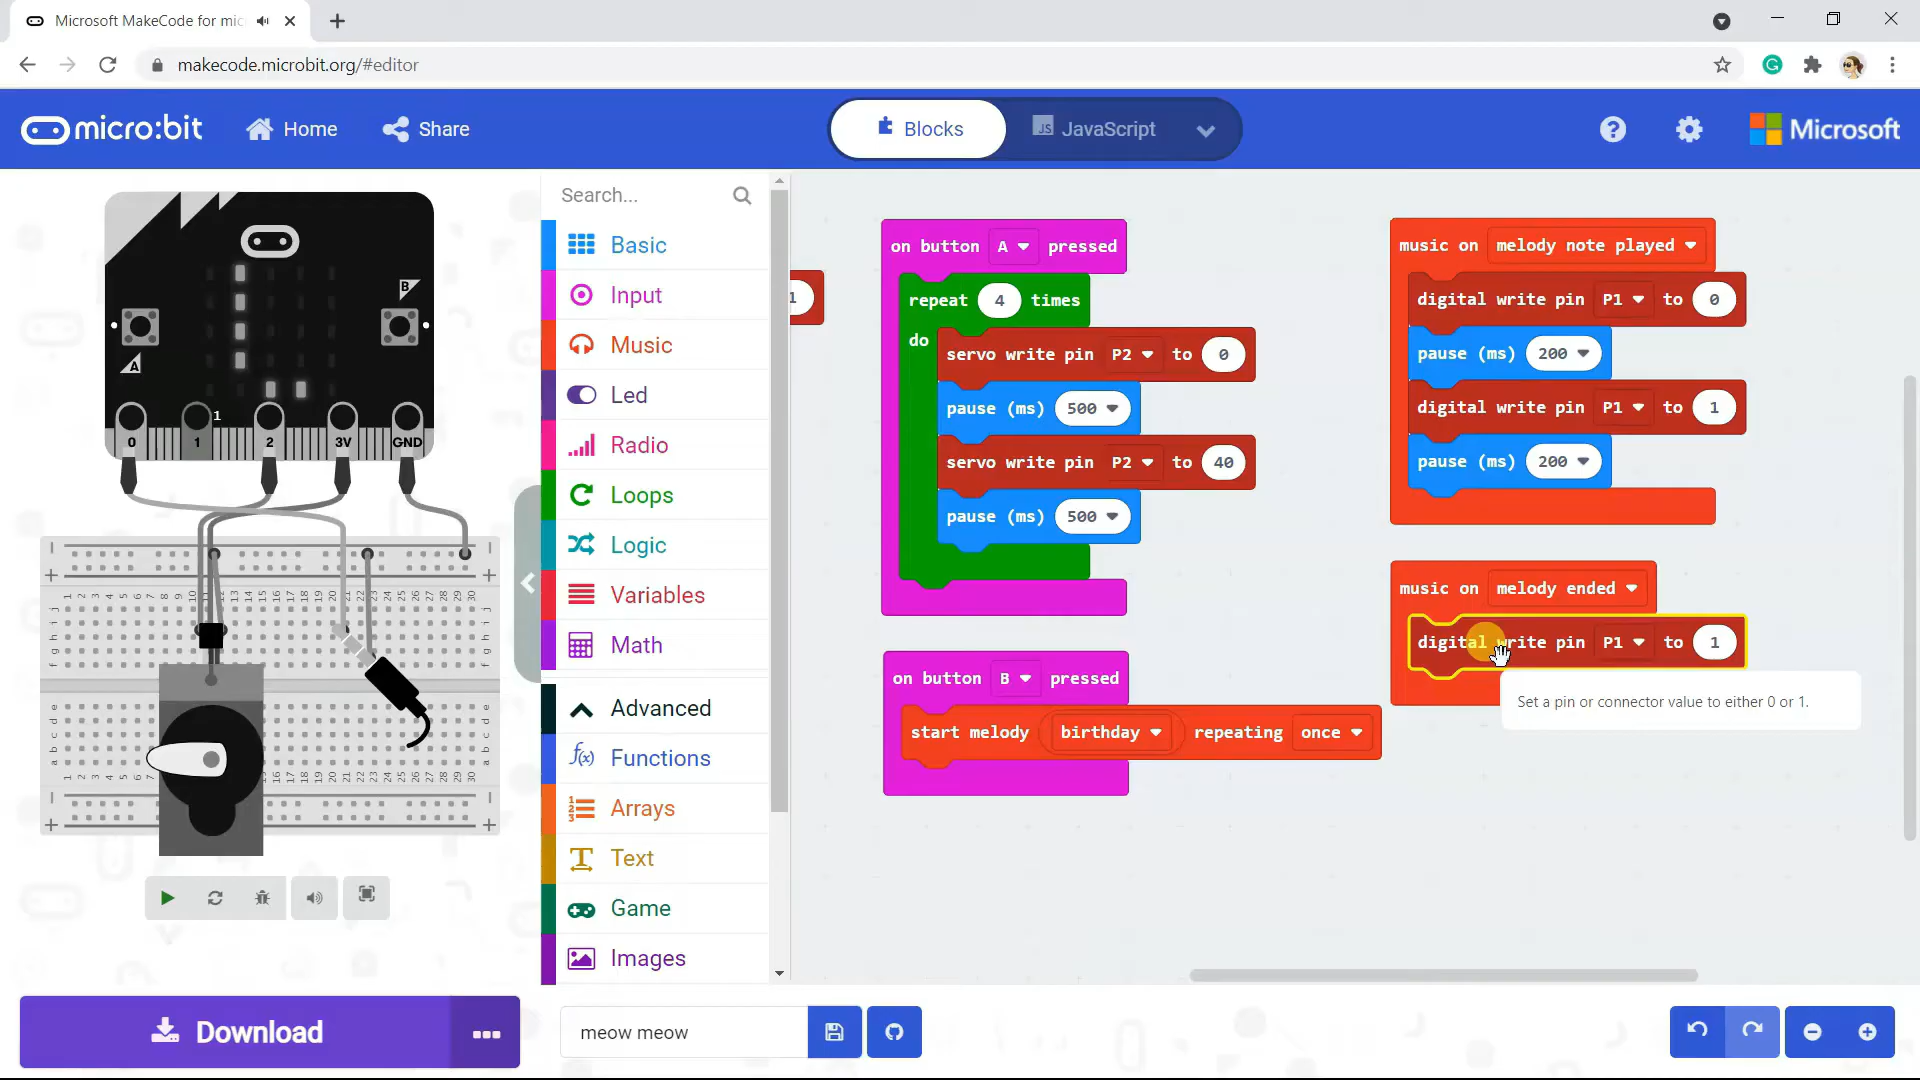 Microsoft MakeCode for mic
makecode.microbit.org/#editor
micro:bit
Home
Share
Blocks
JS JavaScript
Microsoft
Search...
Basic
Input
Music
Led
Radio
Loops
Logic
Variables
Math
Advanced
Functions
Arrays
Text
Game
Images
A
B
1
0 1 2 3V GND
1
on button A pressed
repeat 4 times
do
servo write pin P2 to 0
pause (ms) 500
servo write pin P2 to 40
pause (ms) 500
on button B pressed
start melody birthday repeating once
music on melody note played
digital write pin P1 to 0
pause (ms) 200
digital write pin P1 to 1
pause (ms) 200
music on melody ended
digital write pin P1 to 1
Set a pin or connector value to either 0 or 1.
Download
meow meow